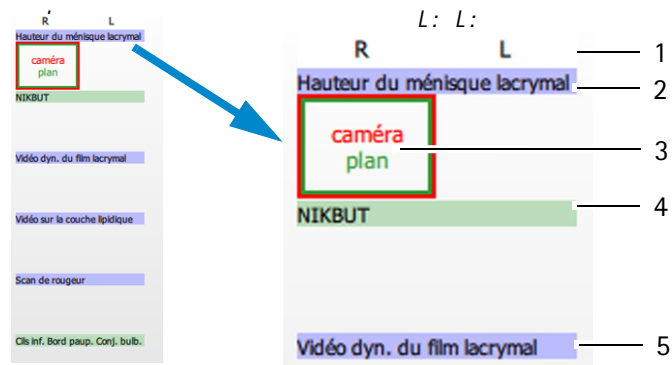 R L
Hauteur du ménisque lacrymal
caméra
plan
NIKBUT
Vidéo dyn. du film lacrymal
Vidéo sur la couche lipidique
Scan de rougeur
Cils inf. Bord paup. Conj. bulb.
L: L:
R L 1
Hauteur du ménisque lacrymal 2
caméra
plan
3
NIKBUT 4
Vidéo dyn. du film lacrymal 5